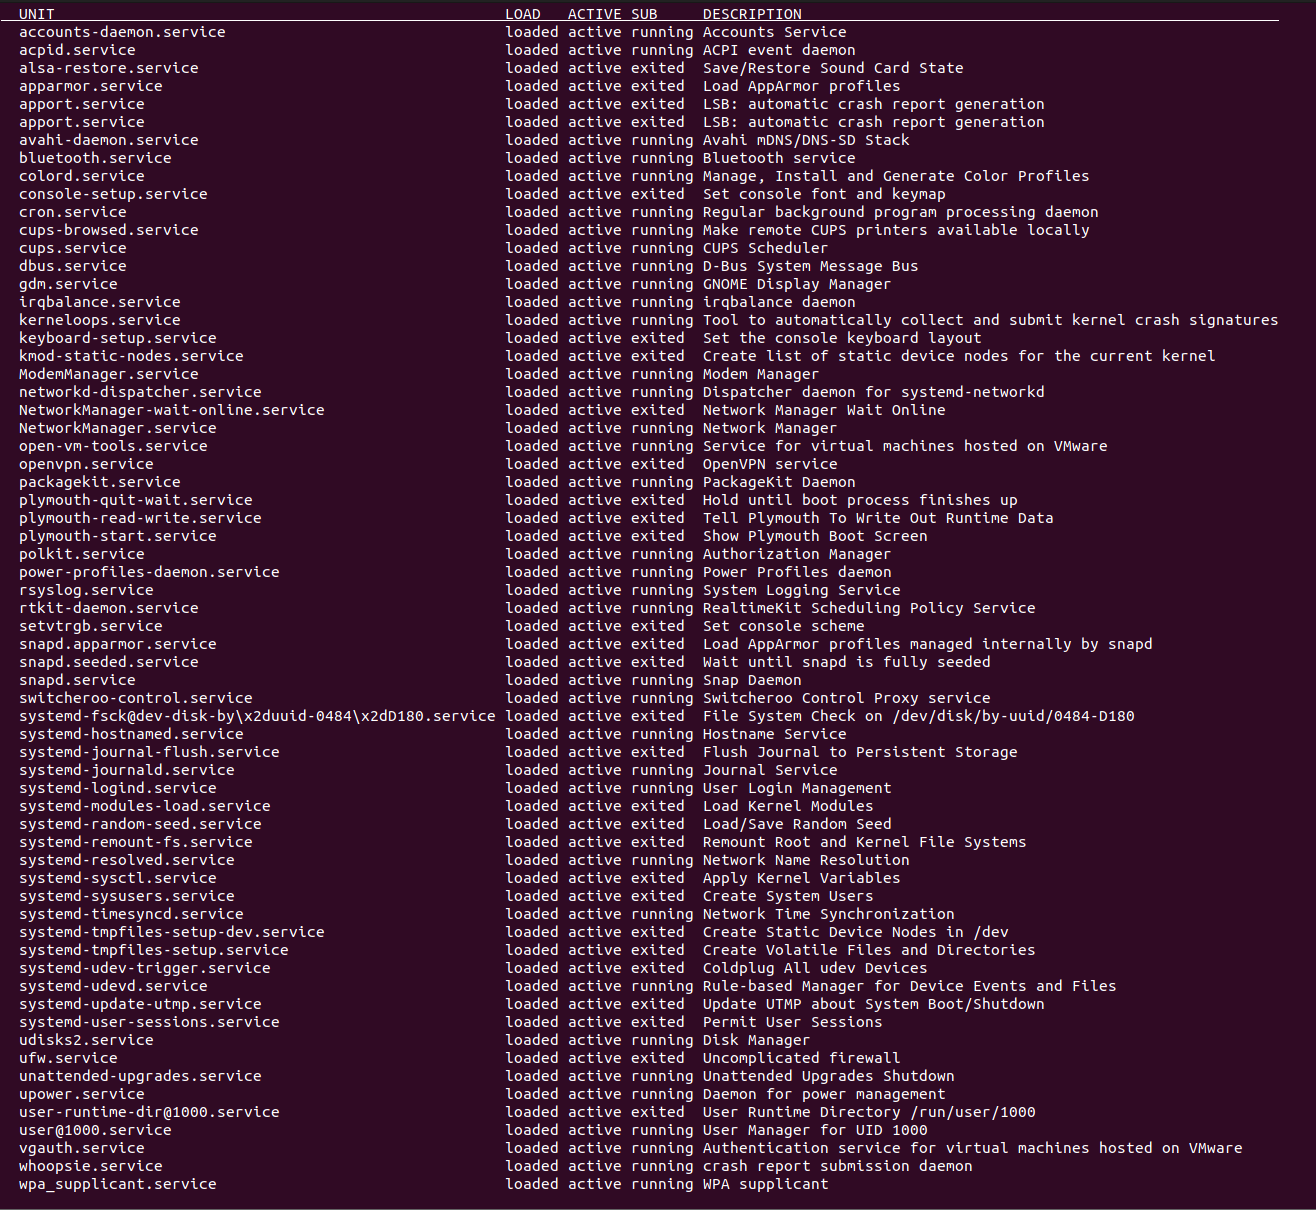 UNIT LOAD ACTIVE SUB DESCRIPTION
accounts-daemon.service loaded active running Accounts Service
acpid.service loaded active running ACPI event daemon
alsa-restore.service loaded active exited Save/Restore Sound Card State
apparmor.service loaded active exited Load AppArmor profiles
apport.service loaded active exited LSB: automatic crash report generation
apport.service loaded active exited LSB: automatic crash report generation
avahi-daemon.service loaded active running Avahi mDNS/DNS-SD Stack
bluetooth.service loaded active running Bluetooth service
colord.service loaded active running Manage, Install and Generate Color Profiles
console-setup.service loaded active exited Set console font and keymap
cron.service loaded active running Regular background program processing daemon
cups-browsed.service loaded active running Make remote CUPS printers available locally
cups.service loaded active running CUPS Scheduler
dbus.service loaded active running D-Bus System Message Bus
gdm.service loaded active running GNOME Display Manager
irqbalance.service loaded active running irqbalance daemon
kerneloops.service loaded active running Tool to automatically collect and submit kernel crash signatures
keyboard-setup.service loaded active exited Set the console keyboard layout
kmod-static-nodes.service loaded active exited Create list of static device nodes for the current kernel
ModemManager.service loaded active running Modem Manager
networkd-dispatcher.service loaded active running Dispatcher daemon for systemd-networkd
NetworkManager-wait-online.service loaded active exited Network Manager Wait Online
NetworkManager.service loaded active running Network Manager
open-vm-tools.service loaded active running Service for virtual machines hosted on VMware
openvpn.service loaded active exited OpenVPN service
packagekit.service loaded active running PackageKit Daemon
plymouth-quit-wait.service loaded active exited Hold until boot process finishes up
plymouth-read-write.service loaded active exited Tell Plymouth To Write Out Runtime Data
plymouth-start.service loaded active exited Show Plymouth Boot Screen
polkit.service loaded active running Authorization Manager
power-profiles-daemon.service loaded active running Power Profiles daemon
rsyslog.service loaded active running System Logging Service
rtkit-daemon.service loaded active running RealtimeKit Scheduling Policy Service
setvtrgb.service loaded active exited Set console scheme
snapd.apparmor.service loaded active exited Load AppArmor profiles managed internally by snapd
snapd.seeded.service loaded active exited Wait until snapd is fully seeded
snapd.service loaded active running Snap Daemon
switcheroo-control.service loaded active running Switcheroo Control Proxy service
systemd-fsck@dev-disk-by\x2duuid-0484\x2dD180.service loaded active exited File System Check on /dev/disk/by-uuid/0484-D180
systemd-hostnamed.service loaded active running Hostname Service
systemd-journal-flush.service loaded active exited Flush Journal to Persistent Storage
systemd-journald.service loaded active running Journal Service
systemd-logind.service loaded active running User Login Management
systemd-modules-load.service loaded active exited Load Kernel Modules
systemd-random-seed.service loaded active exited Load/Save Random Seed
systemd-remount-fs.service loaded active exited Remount Root and Kernel File Systems
systemd-resolved.service loaded active running Network Name Resolution
systemd-sysctl.service loaded active exited Apply Kernel Variables
systemd-sysusers.service loaded active exited Create System Users
systemd-timesyncd.service loaded active running Network Time Synchronization
systemd-tmpfiles-setup-dev.service loaded active exited Create Static Device Nodes in /dev
systemd-tmpfiles-setup.service loaded active exited Create Volatile Files and Directories
systemd-udev-trigger.service loaded active exited Coldplug All udev Devices
systemd-udevd.service loaded active running Rule-based Manager for Device Events and Files
systemd-update-utmp.service loaded active exited Update UTMP about System Boot/Shutdown
systemd-user-sessions.service loaded active exited Permit User Sessions
udisks2.service loaded active running Disk Manager
ufw.service loaded active exited Uncomplicated firewall
unattended-upgrades.service loaded active running Unattended Upgrades Shutdown
upower.service loaded active running Daemon for power management
user-runtime-dir@1000.service loaded active exited User Runtime Directory /run/user/1000
user@1000.service loaded active running User Manager for UID 1000
vgauth.service loaded active running Authentication service for virtual machines hosted on VMware
whoopsie.service loaded active running crash report submission daemon
wpa_supplicant.service loaded active running WPA supplicant